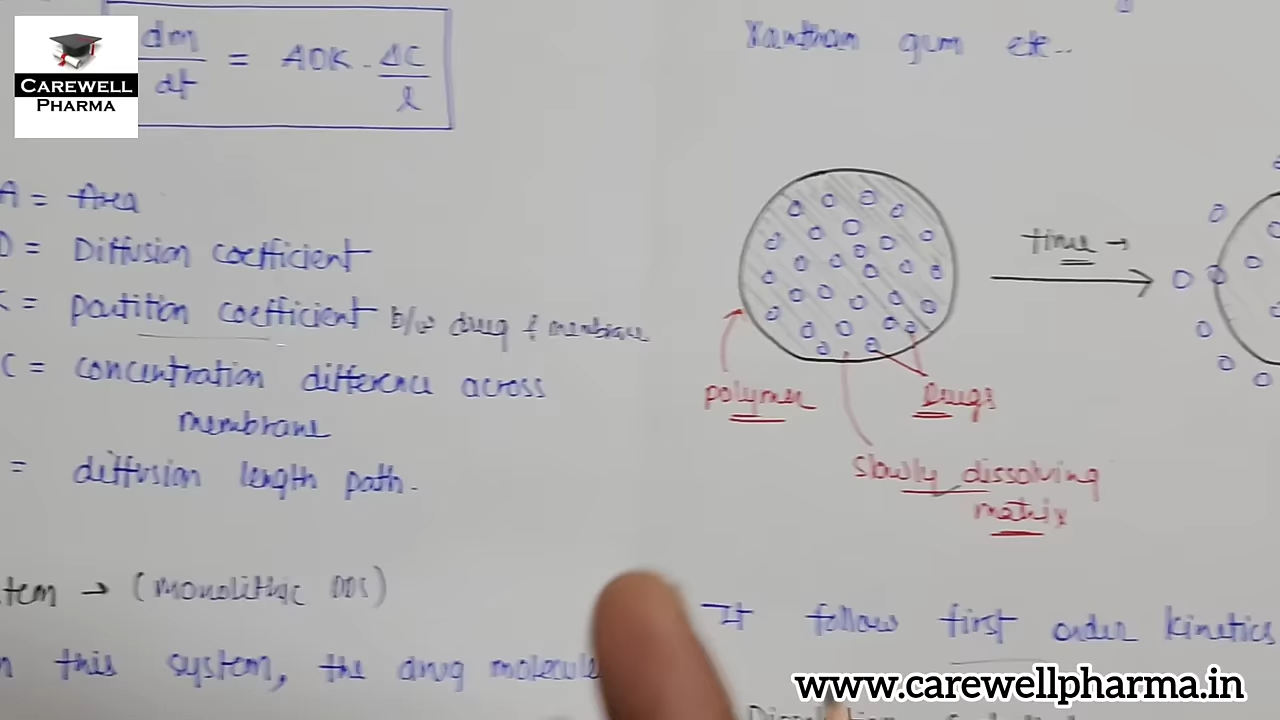 CAREWELL
PHARMA
dm/dt = ADK . ΔC/l
A = Area
D = Diffusion coefficient
K = partition coefficient b/w drug & membrane
C = concentration difference across
membrane
= diffusion length path.
tem → (monolithic DDS)
n this system, the drug molecule
Xantham gum etc..
time →
polymer
Drugs
slowly dissolving
matrix
It follow first order kinetics
www.carewellpharma.in